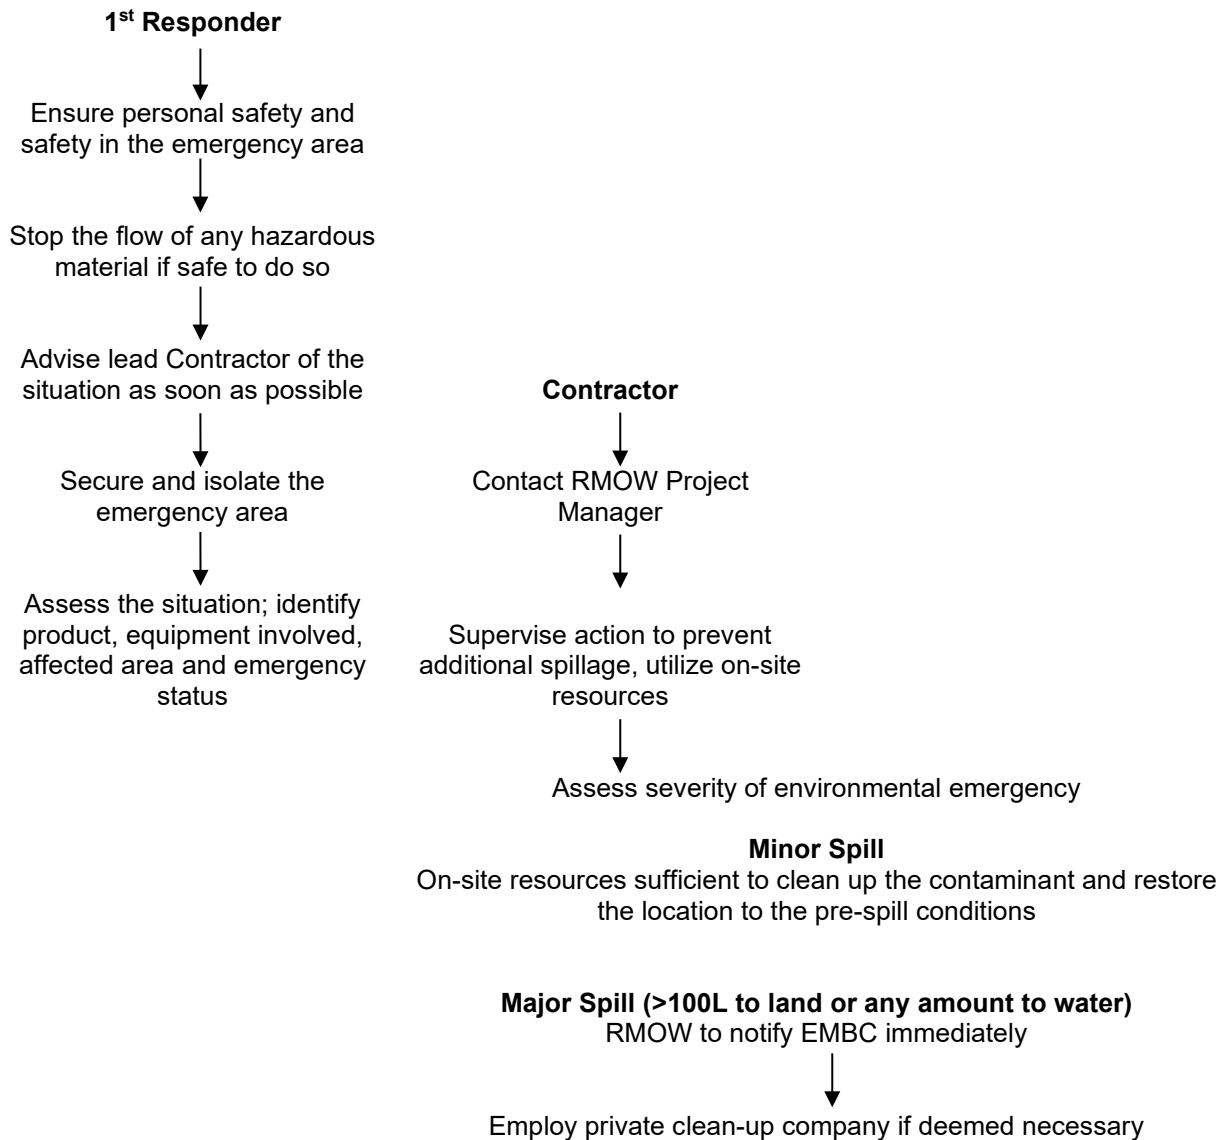 1st Responder
Ensure personal safety and
safety in the emergency area
Stop the flow of any hazardous
material if safe to do so
Advise lead Contractor of the
situation as soon as possible
Secure and isolate the
emergency area
Assess the situation; identify
product, equipment involved,
affected area and emergency
status
Contractor
Contact RMOW Project
Manager
Supervise action to prevent
additional spillage, utilize on-site
resources
Assess severity of environmental emergency
Minor Spill
On-site resources sufficient to clean up the contaminant and restore
the location to the pre-spill conditions
Major Spill (>100L to land or any amount to water)
RMOW to notify EMBC immediately
Employ private clean-up company if deemed necessary